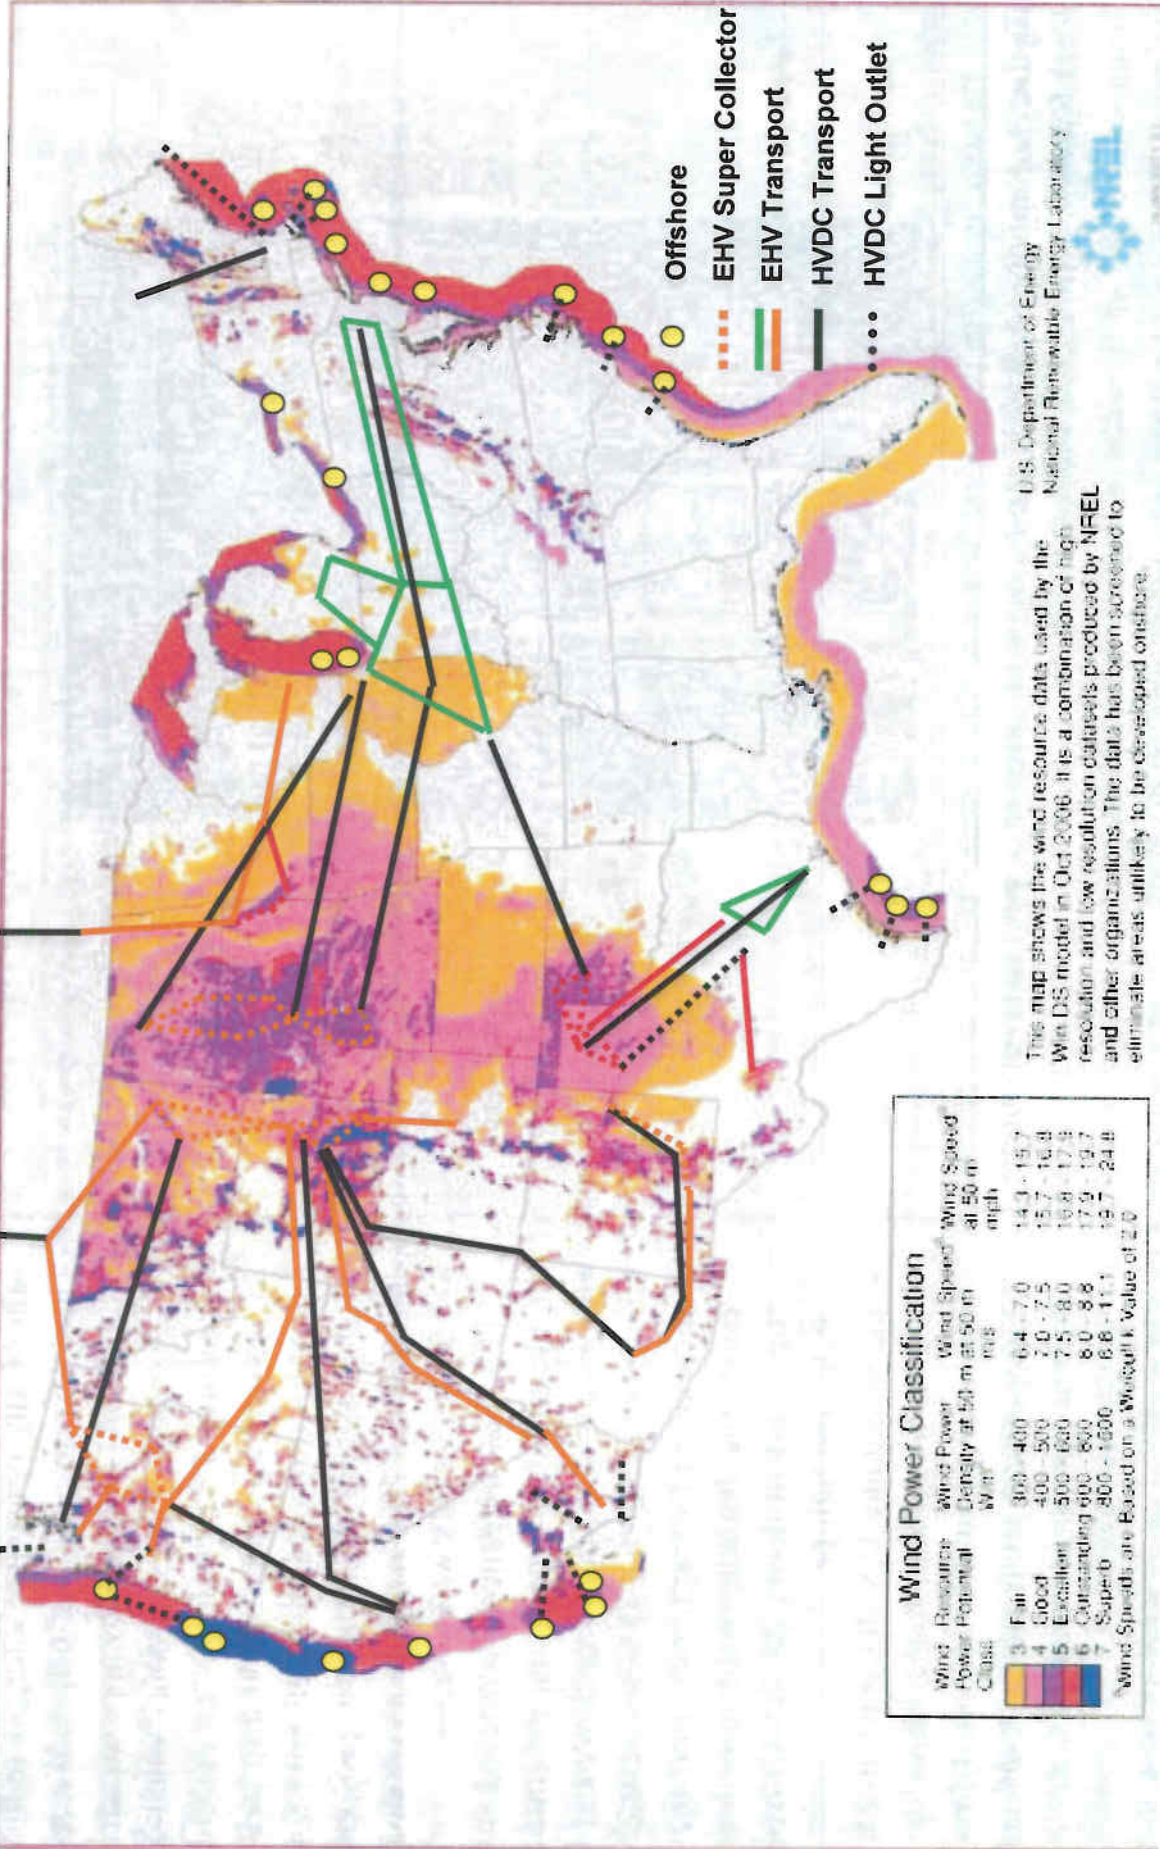 Offshore
EHV Super Collector
EHV Transport
HVDC Transport
HVDC Light Outlet
Wind Power Classification
Wind Resource Wind Power Wind Speed Wind Speed
Power Potential Density at 50 m at 50 m at 50 m
Class W/m m/s mph
3 Fair 300 - 400 6.4 - 7.0 14.3 - 15.7
4 Good 400 - 500 7.0 - 7.5 15.7 - 16.8
5 Excellent 500 - 600 7.5 - 8.0 16.8 - 17.9
6 Outstanding 600 - 800 8.0 - 8.8 17.9 - 19.7
7 Superb 800 - 1600 8.8 - 11.1 19.7 - 24.8
Wind Speeds are Based on a Weibull k Value of 2.0
This map shows the wind resource data used by the
WinDS model in Oct 2006. It is a combination of high
resolution and low resolution datasets produced by NREL
and other organizations. The data has been screened to
eliminate areas unlikely to be developed onshore
U.S. Department of Energy
National Renewable Energy Laboratory
NREL